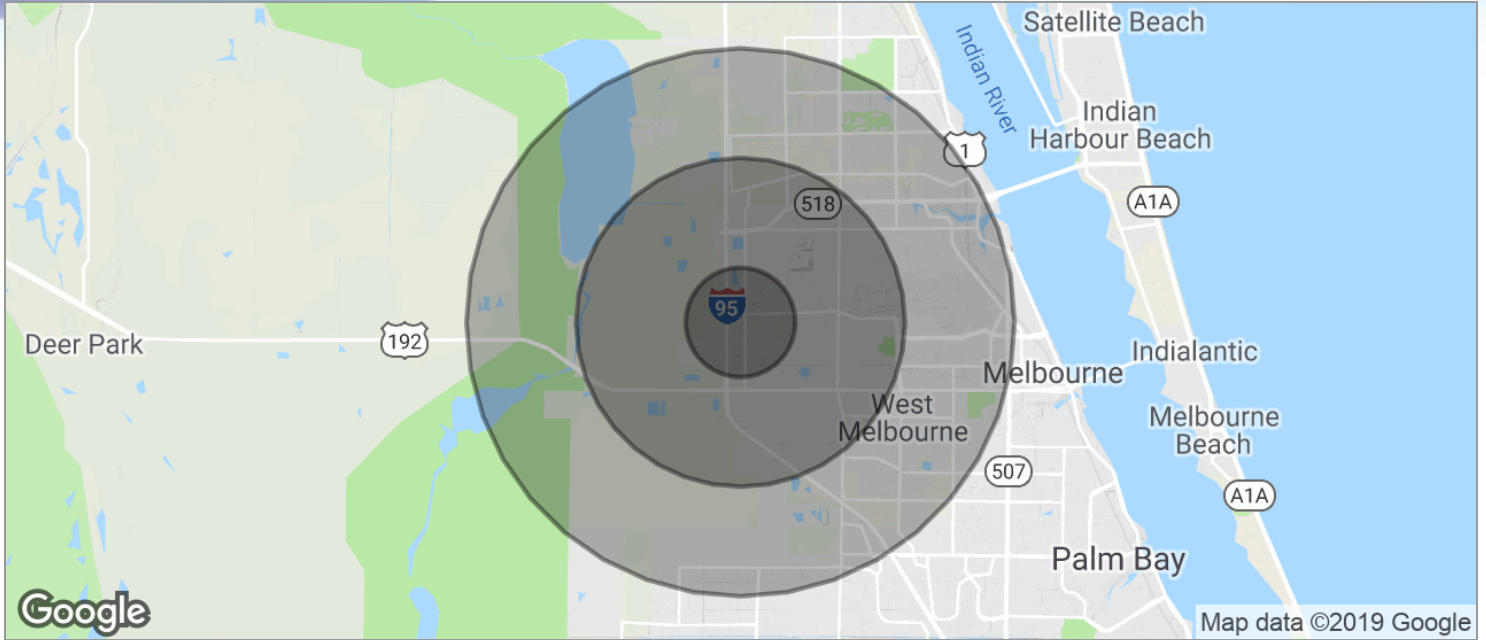 Satellite Beach
Indian River
Indian
Harbour Beach
1
A1A
518
95
Deer Park
192
Indialantic
Melbourne
West
Melbourne
Melbourne
Beach
507
A1A
Palm Bay
Google
Map data ©2019 Google